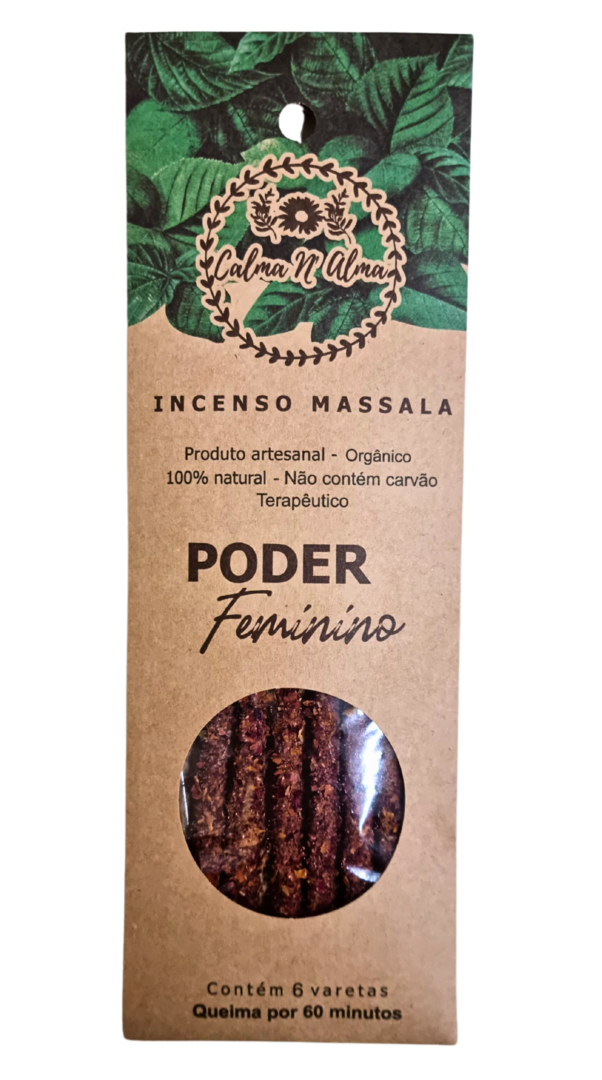 Calma N' Alma
INCENSO MASSALA
Produto artesanal - Orgânico
100% natural - Não contém carvão
Terapêutico
PODER
Feminino
Contém 6 varetas
Queima por 60 minutos